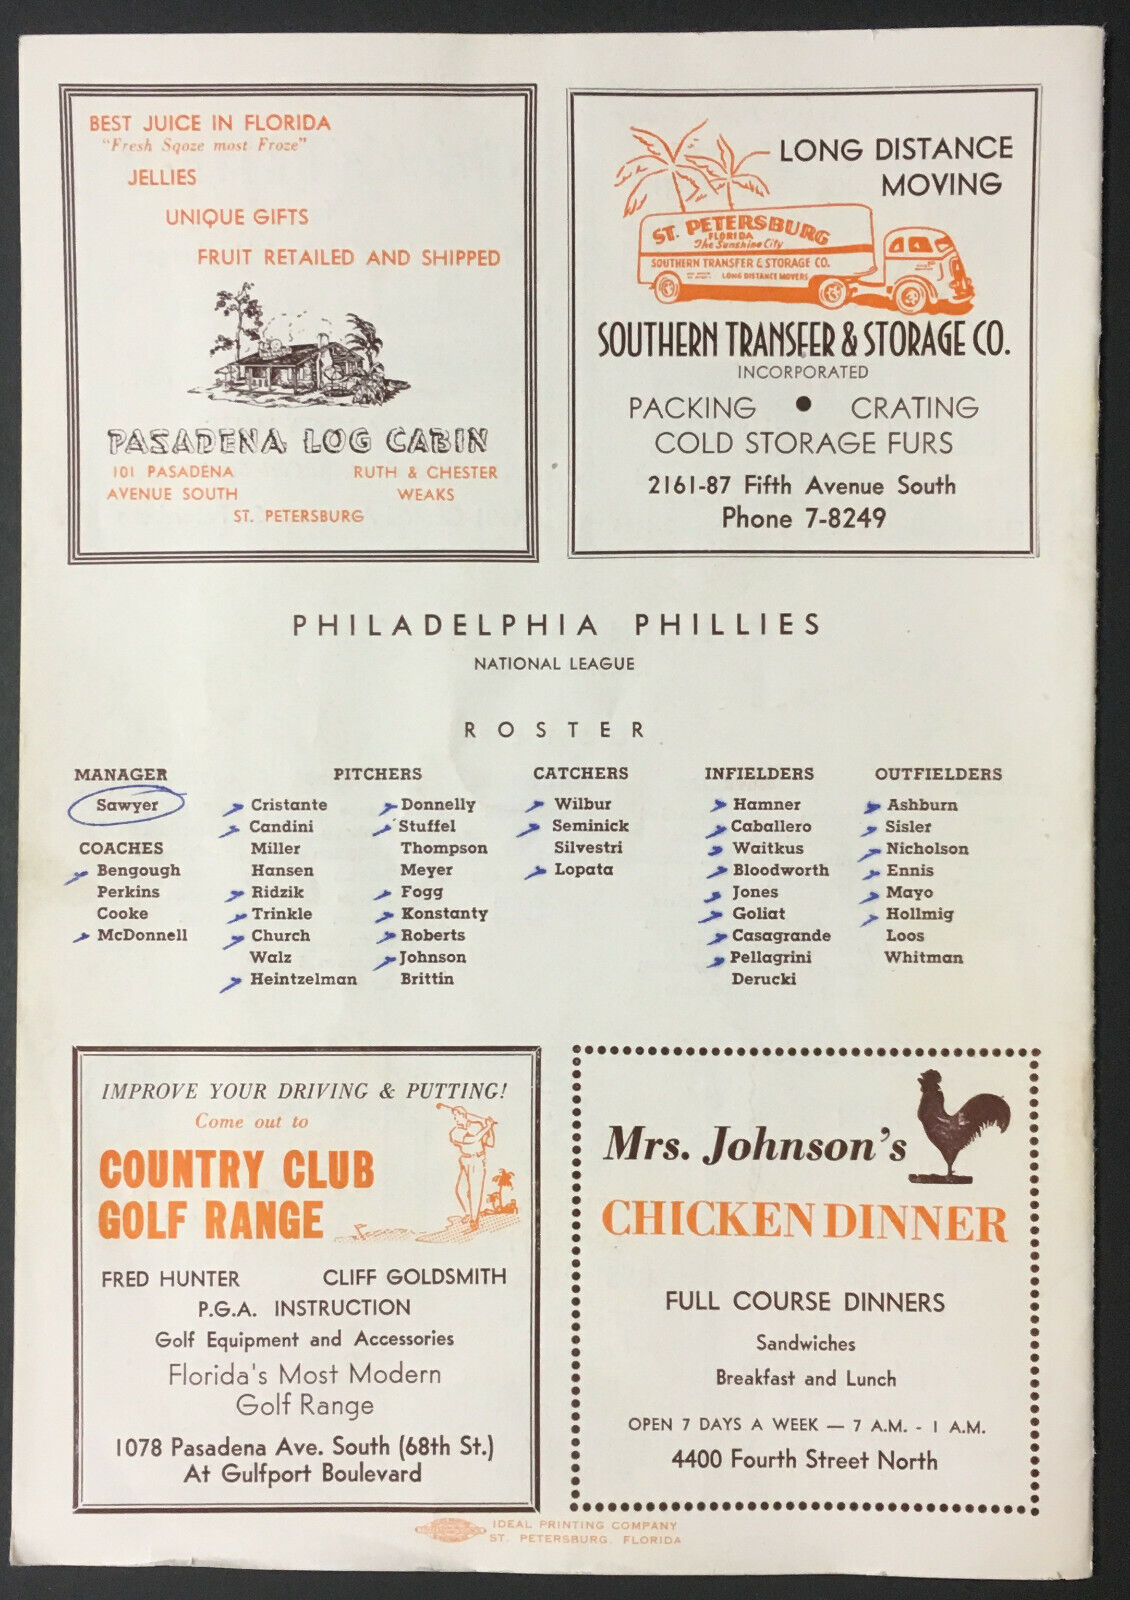 BEST JUICE IN FLORIDA
"Fresh Sqoze most Froze"
JELLIES
UNIQUE GIFTS
FRUIT RETAILED AND SHIPPED
PASADENA LOG CABIN
101 PASADENA
AVENUE SOUTH
RUTH & CHESTER
WEAKS
ST. PETERSBURG
LONG DISTANCE
MOVING
ST. PETERSBURG
FLORIDA
The Sunshine City
SOUTHERN TRANSFER & STORAGE CO.
LONG DISTANCE MOVERS
SOUTHERN TRANSFER & STORAGE CO.
INCORPORATED
PACKING • CRATING
COLD STORAGE FURS
2161-87 Fifth Avenue South
Phone 7-8249
PHILADELPHIA PHILLIES
NATIONAL LEAGUE
ROSTER
MANAGER
Sawyer
COACHES
Bengough
Perkins
Cooke
McDonnell
PITCHERS
Cristante
Candini
Miller
Hansen
Ridzik
Trinkle
Church
Walz
Heintzelman
Donnelly
Stuffel
Thompson
Meyer
Fogg
Konstanty
Roberts
Johnson
Brittin
CATCHERS
Wilbur
Seminick
Silvestri
Lopata
INFIELDERS
Hamner
Caballero
Waitkus
Bloodworth
Jones
Goliat
Casagrande
Pellagrini
Derucki
OUTFIELDERS
Ashburn
Sisler
Nicholson
Ennis
Mayo
Hollmig
Loos
Whitman
IMPROVE YOUR DRIVING & PUTTING!
Come out to
COUNTRY CLUB
GOLF RANGE
FRED HUNTER CLIFF GOLDSMITH
P.G.A. INSTRUCTION
Golf Equipment and Accessories
Florida's Most Modern
Golf Range
1078 Pasadena Ave. South (68th St.)
At Gulfport Boulevard
Mrs. Johnson's
CHICKEN DINNER
FULL COURSE DINNERS
Sandwiches
Breakfast and Lunch
OPEN 7 DAYS A WEEK — 7 A.M. - 1 A.M.
4400 Fourth Street North
IDEAL PRINTING COMPANY
ST. PETERSBURG, FLORIDA